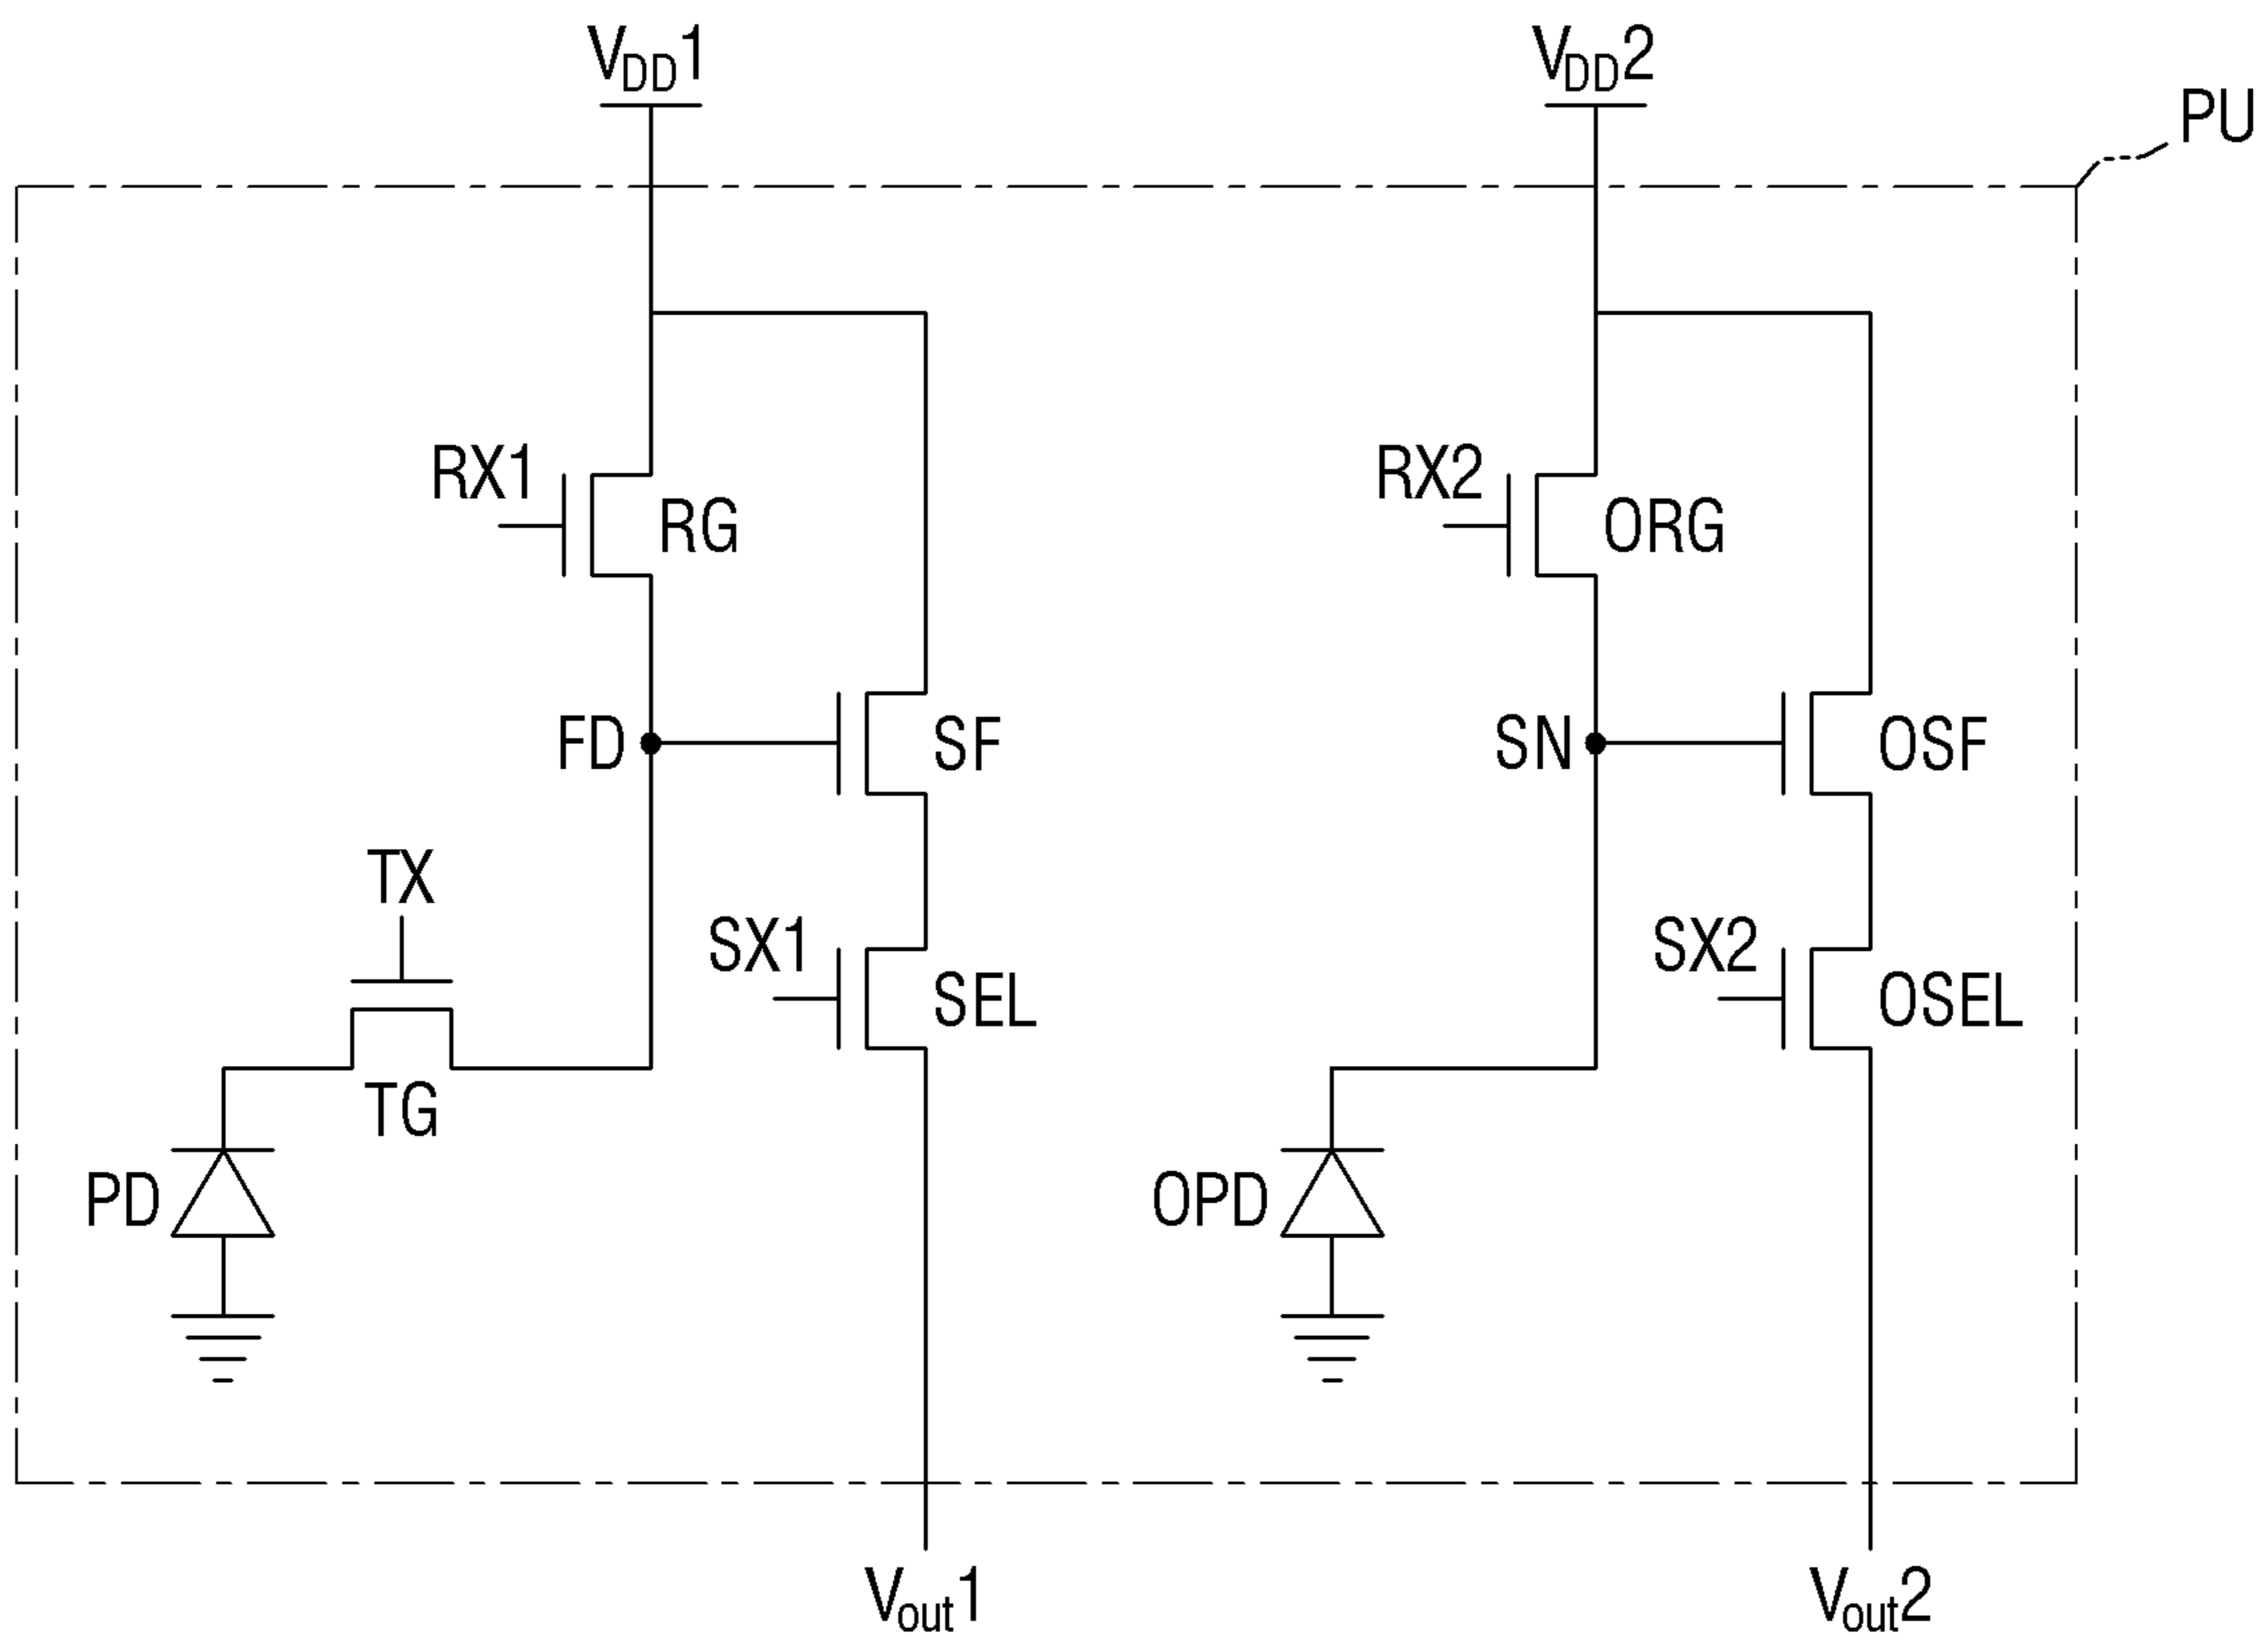 VDD1
VDD2
PU
RX1
RG
RX2
ORG
FD
SF
SN
OSF
TX
SX1
SEL
SX2
OSEL
TG
PD
OPD
Vout1
Vout2